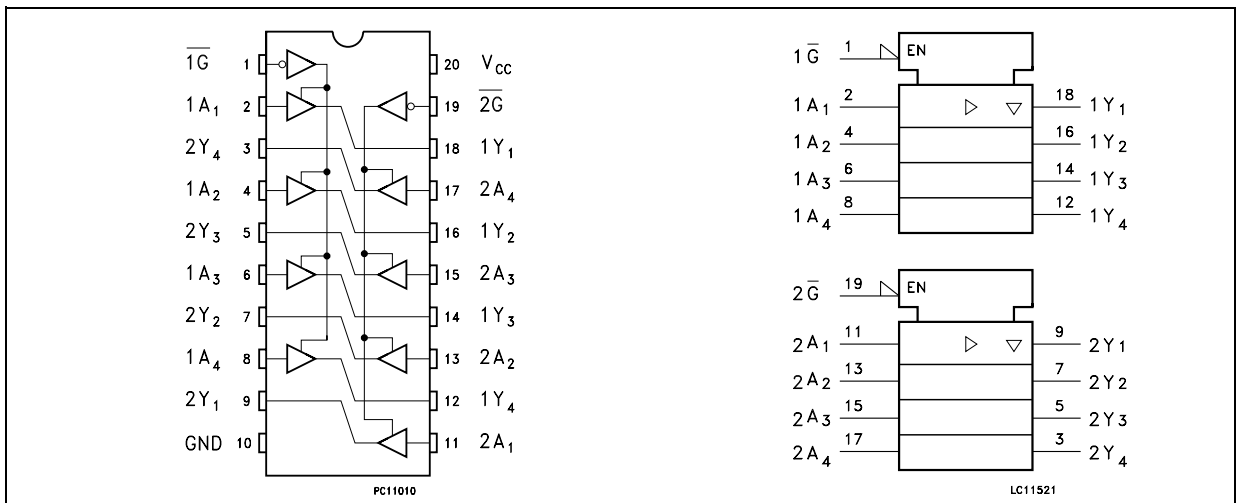 1G 1 20 VCC
1A1 2 19 2G
2Y4 3 18 1Y1
1A2 4 17 2A4
2Y3 5 16 1Y2
1A3 6 15 2A3
2Y2 7 14 1Y3
1A4 8 13 2A2
2Y1 9 12 1Y4
GND 10 11 2A1
PC11010
1G 1 EN
1A1 2 18 1Y1
1A2 4 16 1Y2
1A3 6 14 1Y3
1A4 8 12 1Y4
2G 19 EN
2A1 11 9 2Y1
2A2 13 7 2Y2
2A3 15 5 2Y3
2A4 17 3 2Y4
LC11521